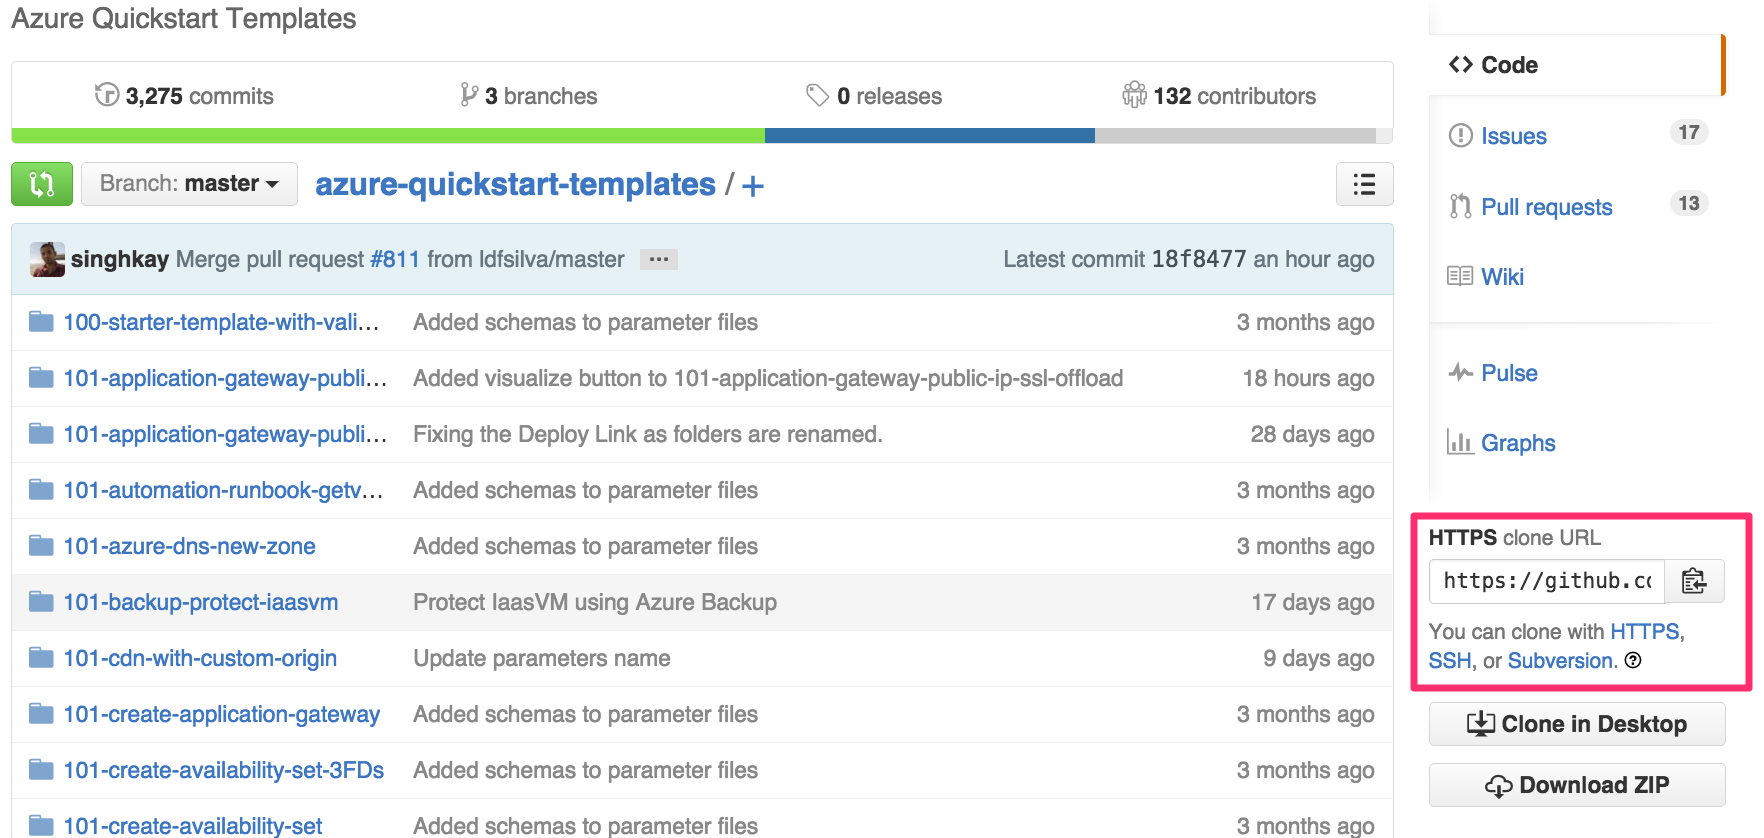 Azure Quickstart Templates
3,275 commits
3 branches
0 releases
132 contributors
Branch: master
azure-quickstart-templates / +
singhkay Merge pull request #811 from ldfsilva/master ...
Latest commit 18f8477 an hour ago
100-starter-template-with-vali... Added schemas to parameter files 3 months ago
101-application-gateway-publi... Added visualize button to 101-application-gateway-public-ip-ssl-offload 18 hours ago
101-application-gateway-publi... Fixing the Deploy Link as folders are renamed. 28 days ago
101-automation-runbook-getv... Added schemas to parameter files 3 months ago
101-azure-dns-new-zone Added schemas to parameter files 3 months ago
101-backup-protect-iaasvm Protect IaasVM using Azure Backup 17 days ago
101-cdn-with-custom-origin Update parameters name 9 days ago
101-create-application-gateway Added schemas to parameter files 3 months ago
101-create-availability-set-3FDs Added schemas to parameter files 3 months ago
101-create-availability-set Added schemas to parameter files 3 months ago
Code
Issues 17
Pull requests 13
Wiki
Pulse
Graphs
HTTPS clone URL
https://github.co
You can clone with HTTPS,
SSH, or Subversion.
Clone in Desktop
Download ZIP